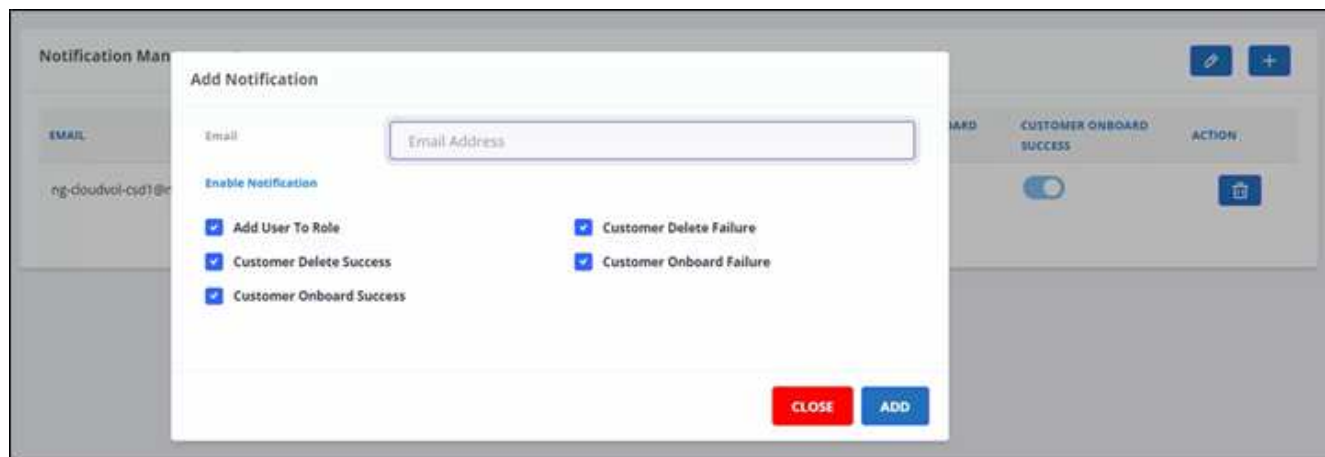 Notification Man
Add Notification
EMAIL
Email
Email Address
CUSTOMER ONBOARD
SUCCESS
ACTION
ng-cloudvol-csd1@
Enable Notification
Add User To Role
Customer Delete Failure
Customer Delete Success
Customer Onboard Failure
Customer Onboard Success
CLOSE
ADD